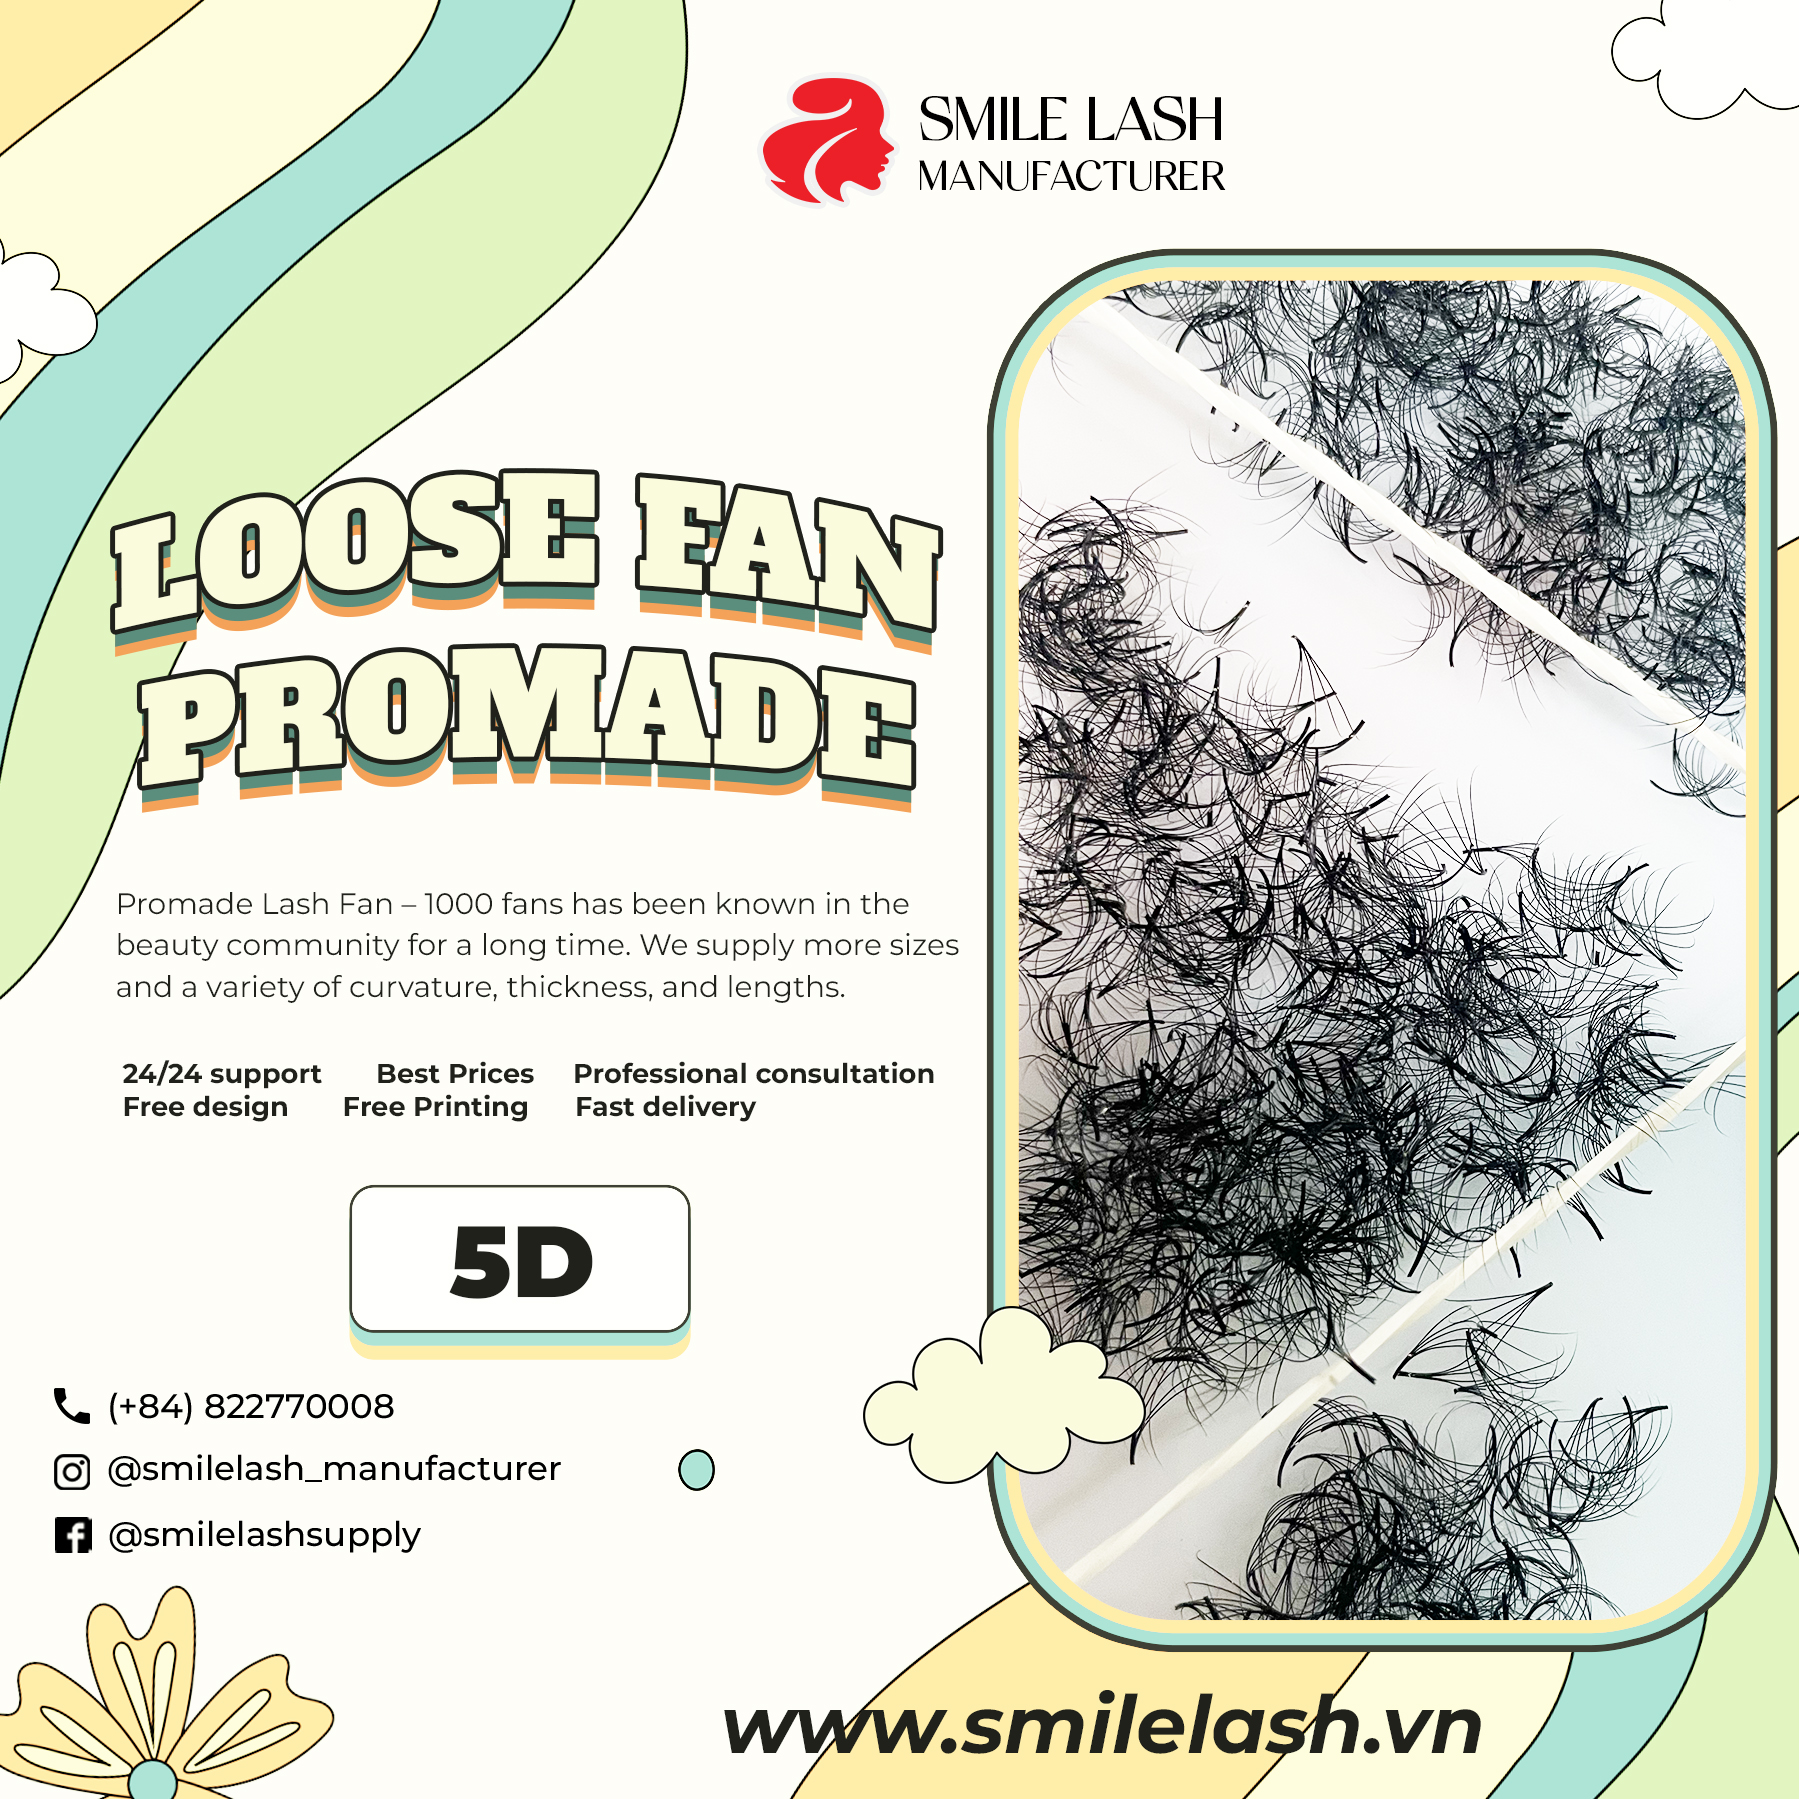 SMILE LASH
MANUFACTURER
LOOSE FAN
PROMADE
Promade Lash Fan – 1000 fans has been known in the
beauty community for a long time. We supply more sizes
and a variety of curvature, thickness, and lengths.
24/24 support Best Prices Professional consultation
Free design Free Printing Fast delivery
5D
(+84) 822770008
@smilelash_manufacturer
@smilelashsupply
www.smilelash.vn